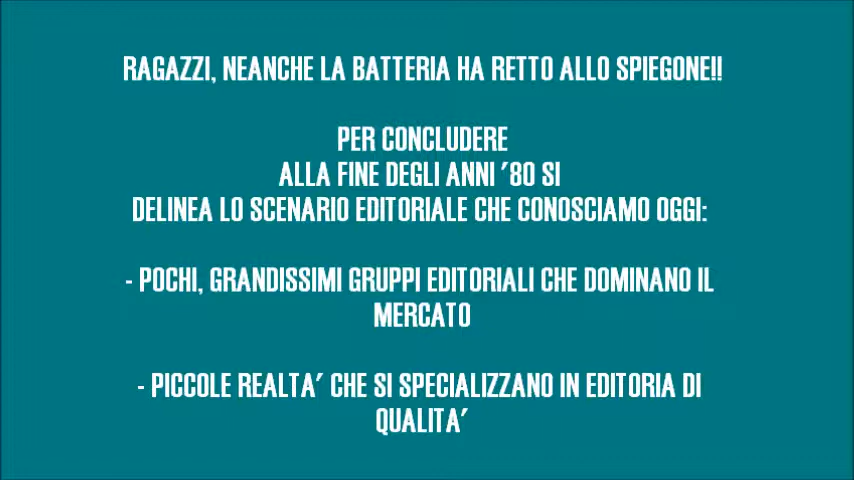 RAGAZZI, NEANCHE LA BATTERIA HA RETTO ALLO SPIEGONE!!
PER CONCLUDERE
ALLA FINE DEGLI ANNI '80 SI
DELINEA LO SCENARIO EDITORIALE CHE CONOSCIAMO OGGI:
- POCHI, GRANDISSIMI GRUPPI EDITORIALI CHE DOMINANO IL
MERCATO
- PICCOLE REALTA' CHE SI SPECIALIZZANO IN EDITORIA DI
QUALITA'